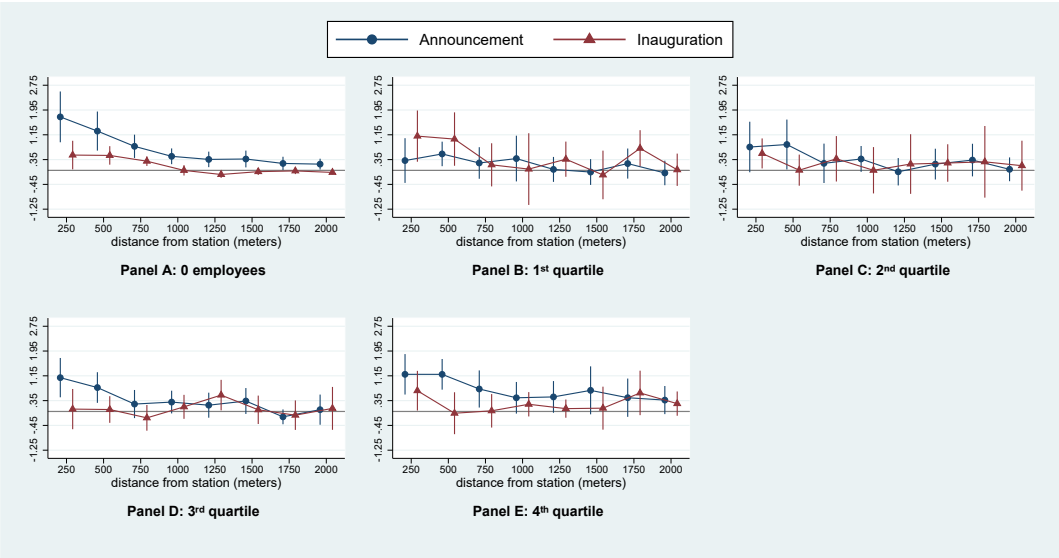 Announcement Inauguration
2.75
1.95
1.15
.35
-.45
-1.25
250 500 750 1000 1250 1500 1750 2000
distance from station (meters)
Panel A: 0 employees
2.75
1.95
1.15
.35
-.45
-1.25
250 500 750 1000 1250 1500 1750 2000
distance from station (meters)
Panel B: 1st quartile
2.75
1.95
1.15
.35
-.45
-1.25
250 500 750 1000 1250 1500 1750 2000
distance from station (meters)
Panel C: 2nd quartile
2.75
1.95
1.15
.35
-.45
-1.25
250 500 750 1000 1250 1500 1750 2000
distance from station (meters)
Panel D: 3rd quartile
2.75
1.95
1.15
.35
-.45
-1.25
250 500 750 1000 1250 1500 1750 2000
distance from station (meters)
Panel E: 4th quartile